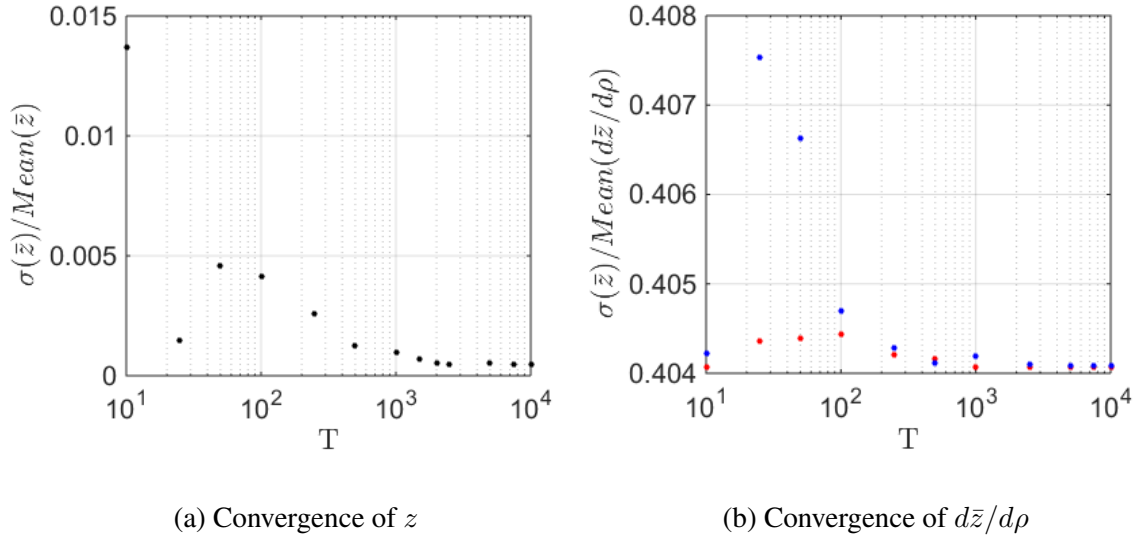 0.015
0.01
0.005
0
10^1
10^2
10^3
10^4
T
σ(z̄)/Mean(z̄)
0.408
0.407
0.406
0.405
0.404
10^1
10^2
10^3
10^4
T
σ(z̄)/Mean(dz̄/dρ)
(a) Convergence of z
(b) Convergence of dz̄/dρ